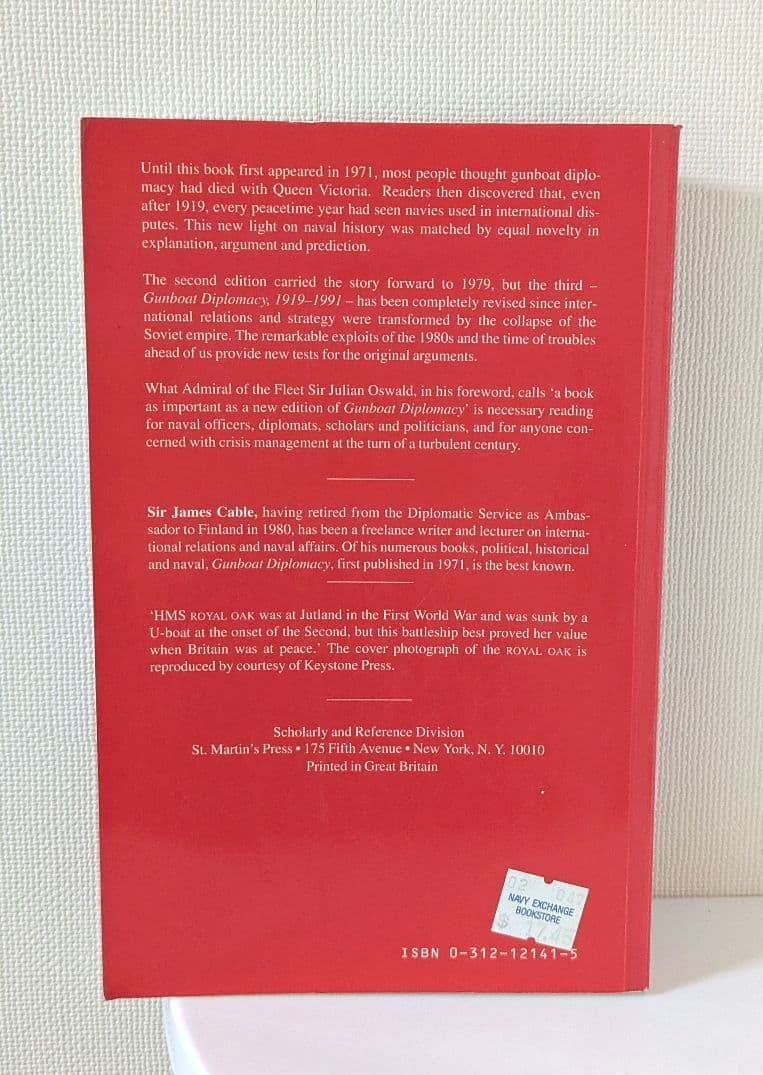 Until this book first appeared in 1971, most people thought gunboat diplo-
macy had died with Queen Victoria. Readers then discovered that, even
after 1919, every peacetime year had seen navies used in international dis-
putes. This new light on naval history was matched by equal novelty in
explanation, argument and prediction.
The second edition carried the story forward to 1979, but the third –
Gunboat Diplomacy, 1919–1991 – has been completely revised since inter-
national relations and strategy were transformed by the collapse of the
Soviet empire. The remarkable exploits of the 1980s and the time of troubles
ahead of us provide new tests for the original arguments.
What Admiral of the Fleet Sir Julian Oswald, in his foreword, calls ‘a book
as important as a new edition of Gunboat Diplomacy’ is necessary reading
for naval officers, diplomats, scholars and politicians, and for anyone con-
cerned with crisis management at the turn of a turbulent century.
Sir James Cable, having retired from the Diplomatic Service as Ambas-
sador to Finland in 1980, has been a freelance writer and lecturer on interna-
tional relations and naval affairs. Of his numerous books, political, historical
and naval, Gunboat Diplomacy, first published in 1971, is the best known.
‘HMS ROYAL OAK was at Jutland in the First World War and was sunk by a
U-boat at the onset of the Second, but this battleship best proved her value
when Britain was at peace.’ The cover photograph of the ROYAL OAK is
reproduced by courtesy of Keystone Press.
Scholarly and Reference Division
St. Martin’s Press • 175 Fifth Avenue • New York, N. Y. 10010
Printed in Great Britain
02
NAVY EXCHANGE
BOOKSTORE
$
ISBN 0-312-12141-5